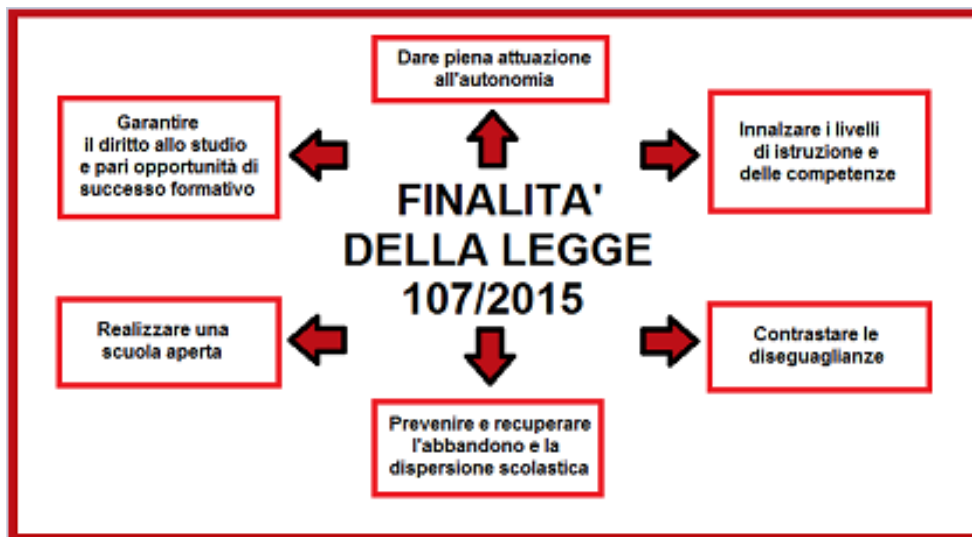 Dare piena attuazione
all'autonomia
Garantire
il diritto allo studio
e pari opportunità di
successo formativo
Innalzare i livelli
di istruzione e
delle competenze
FINALITA'
DELLA LEGGE
107/2015
Realizzare una
scuola aperta
Contrastare le
diseguaglianze
Prevenire e recuperare
l'abbandono e la
dispersione scolastica